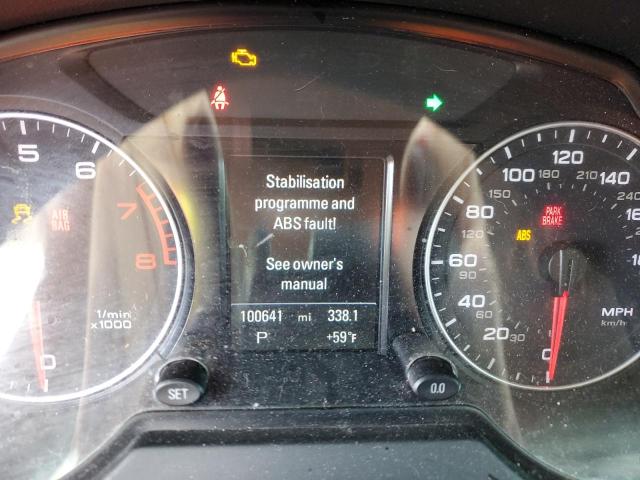 5
6
7
8
AIR
BAG
1/min
x1000
0
SET
Stabilisation
programme and
ABS fault!
See owner's
manual
100641 mi 338.1
P +59°F
0.0
120
100 180 210 140
150 240
80 PARK
BRAKE
120 ABS
60 90
40 60 MPH
20 30 km/h
0